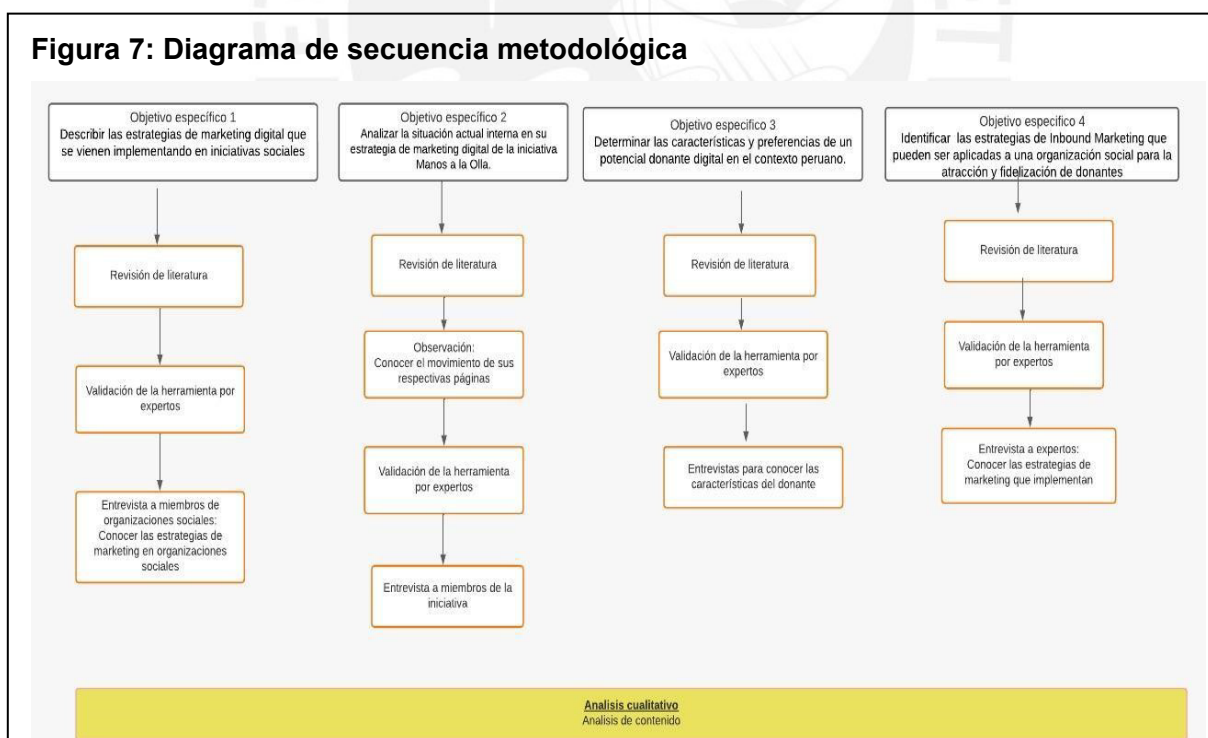 Figura 7: Diagrama de secuencia metodológica
Objetivo específico 1
Describir las estrategias de marketing digital que
se vienen implementando en iniciativas sociales
Revisión de literatura
Validación de la herramienta por
expertos
Entrevista a miembros de
organizaciones sociales:
Conocer las estrategias de
marketing en organizaciones
sociales
Objetivo específico 2
Analizar la situación actual interna en su
estrategia de marketing digital de la iniciativa
Manos a la Olla.
Revisión de literatura
Observación:
Conocer el movimiento de sus
respectivas páginas
Validación de la herramienta
por expertos
Entrevista a miembros de la
iniciativa
Objetivo especifico 3
Determinar las características y preferencias de un
potencial donante digital en el contexto peruano.
Revisión de literatura
Validación de la herramienta por
expertos
Entrevistas para conocer las
características del donante
Objetivo especifico 4
Identificar las estrategias de Inbound Marketing que
pueden ser aplicadas a una organización social para la
atracción y fidelización de donantes
Revisión de literatura
Validación de la herramienta
por expertos
Entrevista a expertos:
Conocer las estrategias de
marketing que implementan
Analisis cualitativo
Analisis de contenido